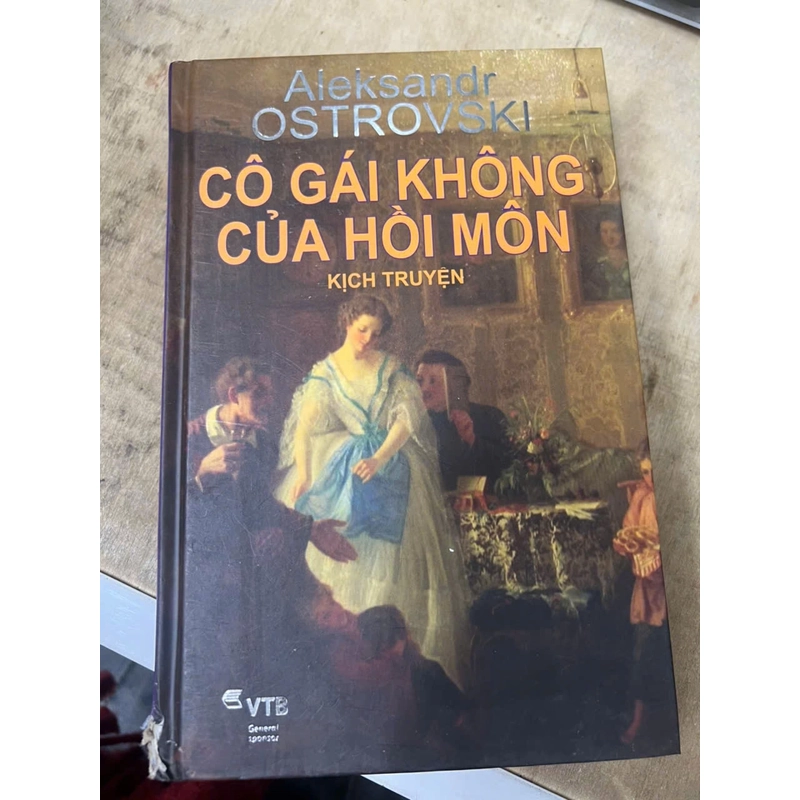 Aleksandr
OSTROVSKI
CÔ GÁI KHÔNG
CỦA HỒI MÔN
KỊCH TRUYỆN
VTB
General
sponsor